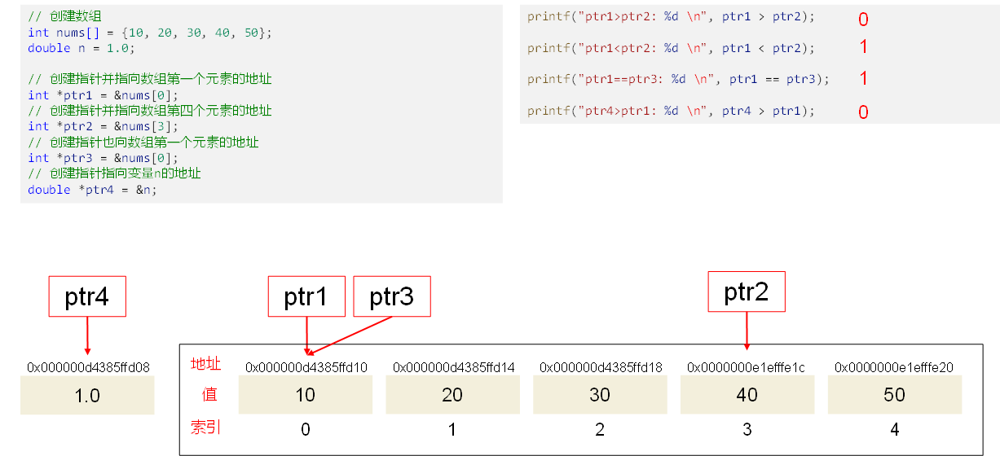 // 创建数组
int nums[] = {10, 20, 30, 40, 50};
double n = 1.0;
// 创建指针并指向数组第一个元素的地址
int *ptr1 = &nums[0];
// 创建指针并指向数组第四个元素的地址
int *ptr2 = &nums[3];
// 创建指针也向数组第一个元素的地址
int *ptr3 = &nums[0];
// 创建指针指向变量n的地址
double *ptr4 = &n;
printf("ptr1>ptr2: %d \n", ptr1 > ptr2); 0
printf("ptr1<ptr2: %d \n", ptr1 < ptr2); 1
printf("ptr1==ptr3: %d \n", ptr1 == ptr3); 1
printf("ptr4>ptr1: %d \n", ptr4 > ptr1); 0
ptr4 ptr1 ptr3 ptr2
0x000000d4385ffd08 地址 0x000000d4385ffd10 0x000000d4385ffd14 0x000000d4385ffd18 0x0000000e1efffe1c 0x0000000e1efffe20
1.0 值 10 20 30 40 50
索引 0 1 2 3 4